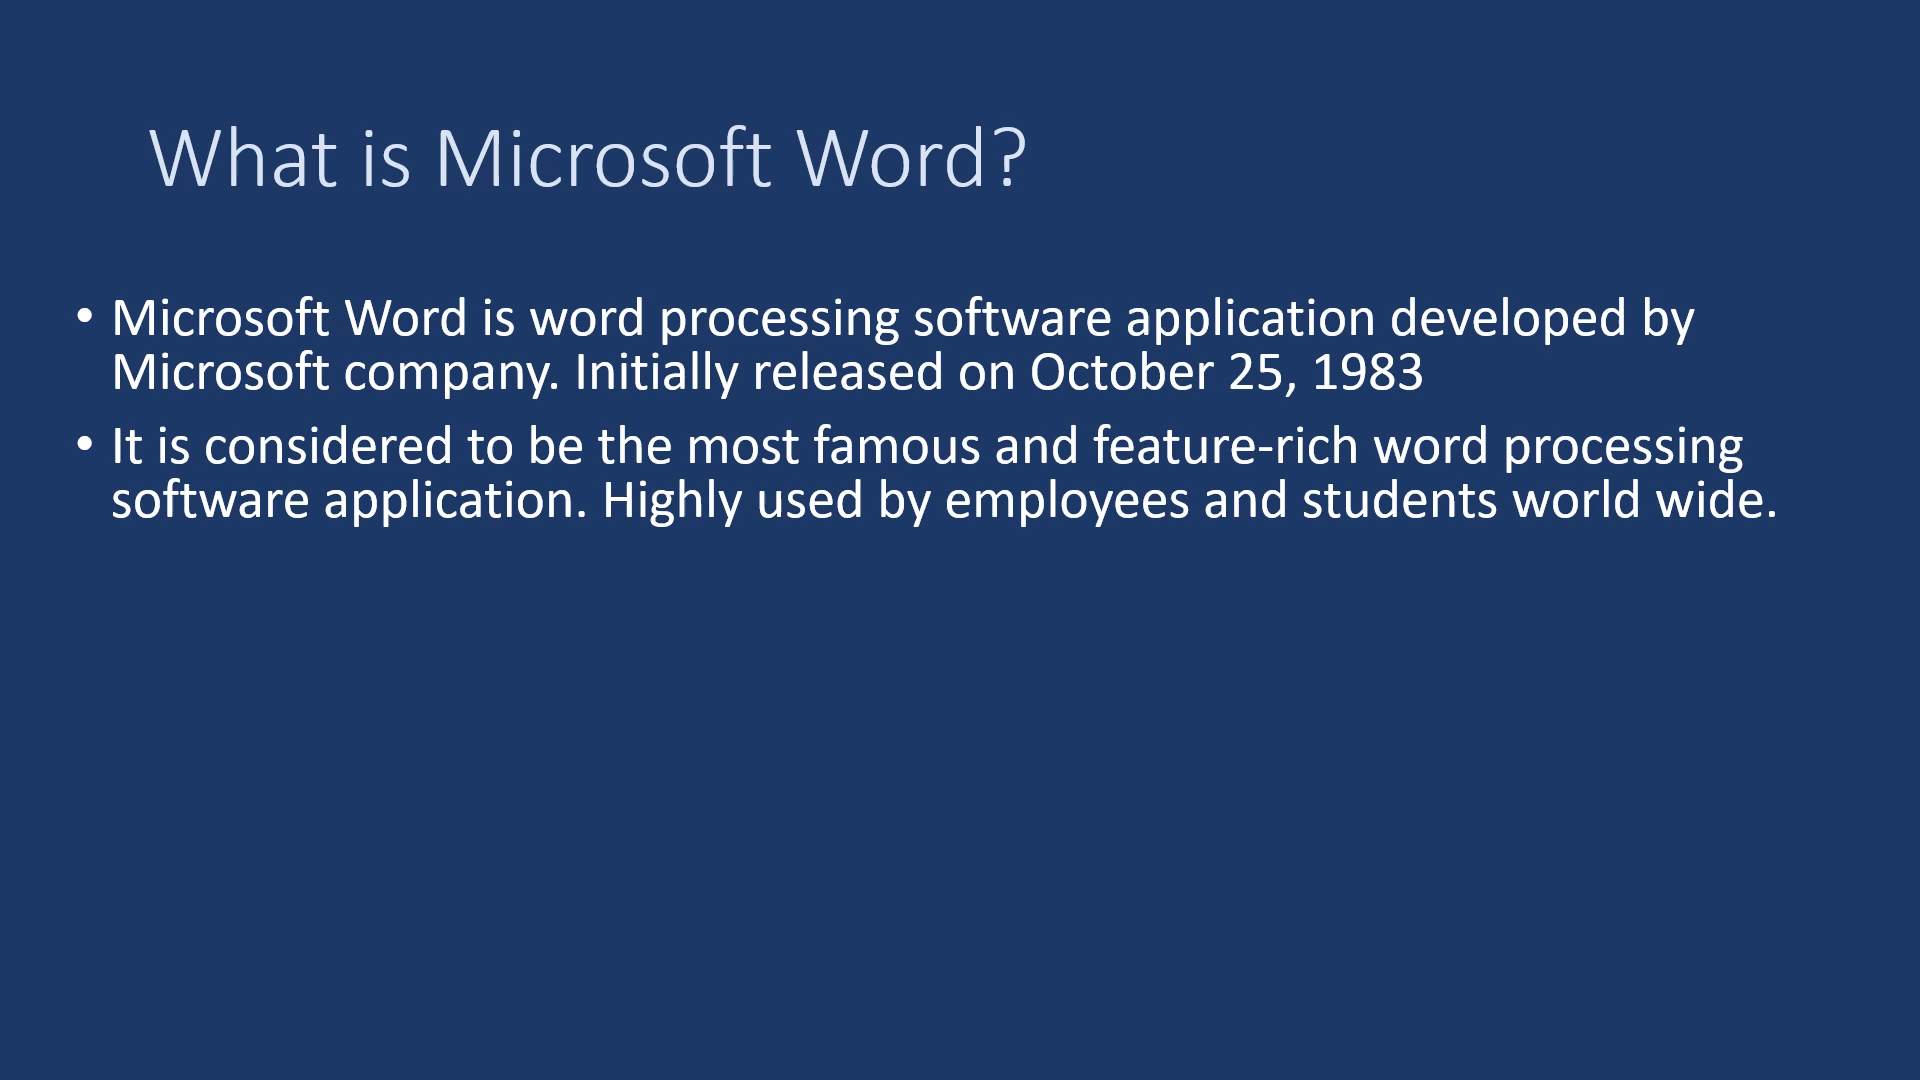 What is Microsoft Word?
• Microsoft Word is word processing software application developed by
Microsoft company. Initially released on October 25, 1983
• It is considered to be the most famous and feature-rich word processing
software application. Highly used by employees and students world wide.